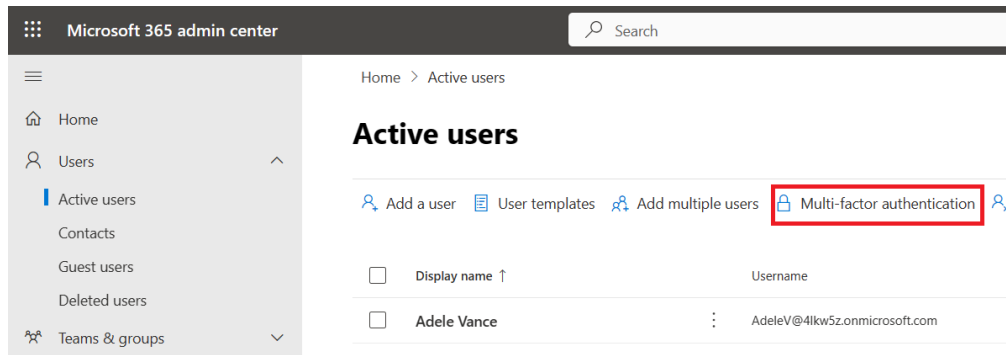 Microsoft 365 admin center
Search
Home > Active users
Home
Users
Active users
Contacts
Guest users
Deleted users
Teams & groups
Active users
Add a user User templates Add multiple users Multi-factor authentication
Display name ↑ Username
Adele Vance AdeleV@4lkw5z.onmicrosoft.com